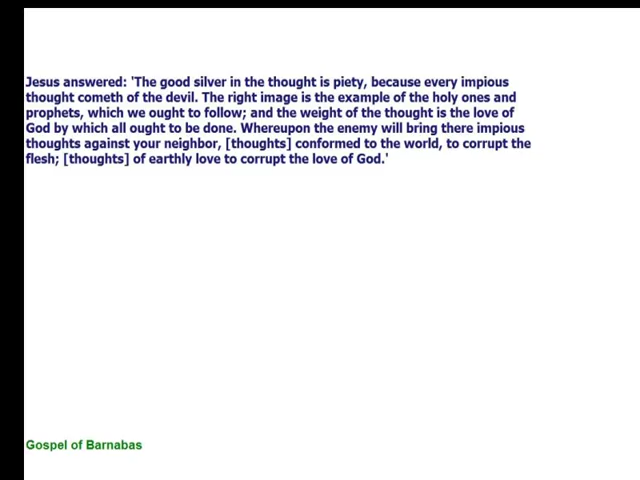 Jesus answered: 'The good silver in the thought is piety, because every impious
thought cometh of the devil. The right image is the example of the holy ones and
prophets, which we ought to follow; and the weight of the thought is the love of
God by which all ought to be done. Whereupon the enemy will bring there impious
thoughts against your neighbor, [thoughts] conformed to the world, to corrupt the
flesh; [thoughts] of earthly love to corrupt the love of God.'
Gospel of Barnabas